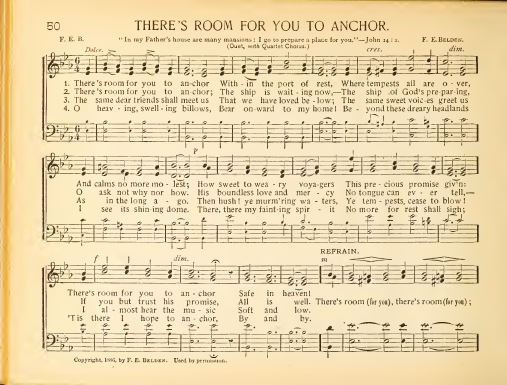 50 THERE'S ROOM FOR YOU TO ANCHOR.
F. E. B. "In my Father's house are many mansions: I go to prepare a place for you."—John 14:2. F. E. BELDEN.
Dolce. (Duet, with Quartet Chorus.) cres. dim.
1. There's room for you to an-chor With - in the port of rest, Where tempests all are o - ver,
2. There's room for you to an-chor; The ship is wait - ing now,—The ship of God's pre-par-ing,
3. The same dear friends shall meet us That we have loved be - low; The same sweet voic-es greet us
4. O heav - ing, swell - ing billows, Bear on-ward to my home! Be - yond these dreary headlands
P
And calms no more mo - lest; How sweet to wea - ry voya-gers This pre - cious promise giv'n:
O ask not why nor how. His boundless love and mer - cy No tongue can ev - er tell,—
As in the long a - go. Then hush! ye murm'ring wa - ters, Ye tem - pests, cease to blow!
I see its shin-ing dome. There, there my faint-ing spir - it No more for rest shall sigh;
REFRAIN.
f dim. m
There's room for you to an - chor Safe in heaven!
If you but trust his promise, All is well. There's room (for you), there's room (for you);
al - most hear the mu - sic Soft and low.
'Tis there I hope to an - chor, By and by.
Copyright, 1886, by F. E. BELDEN. Used by permission.